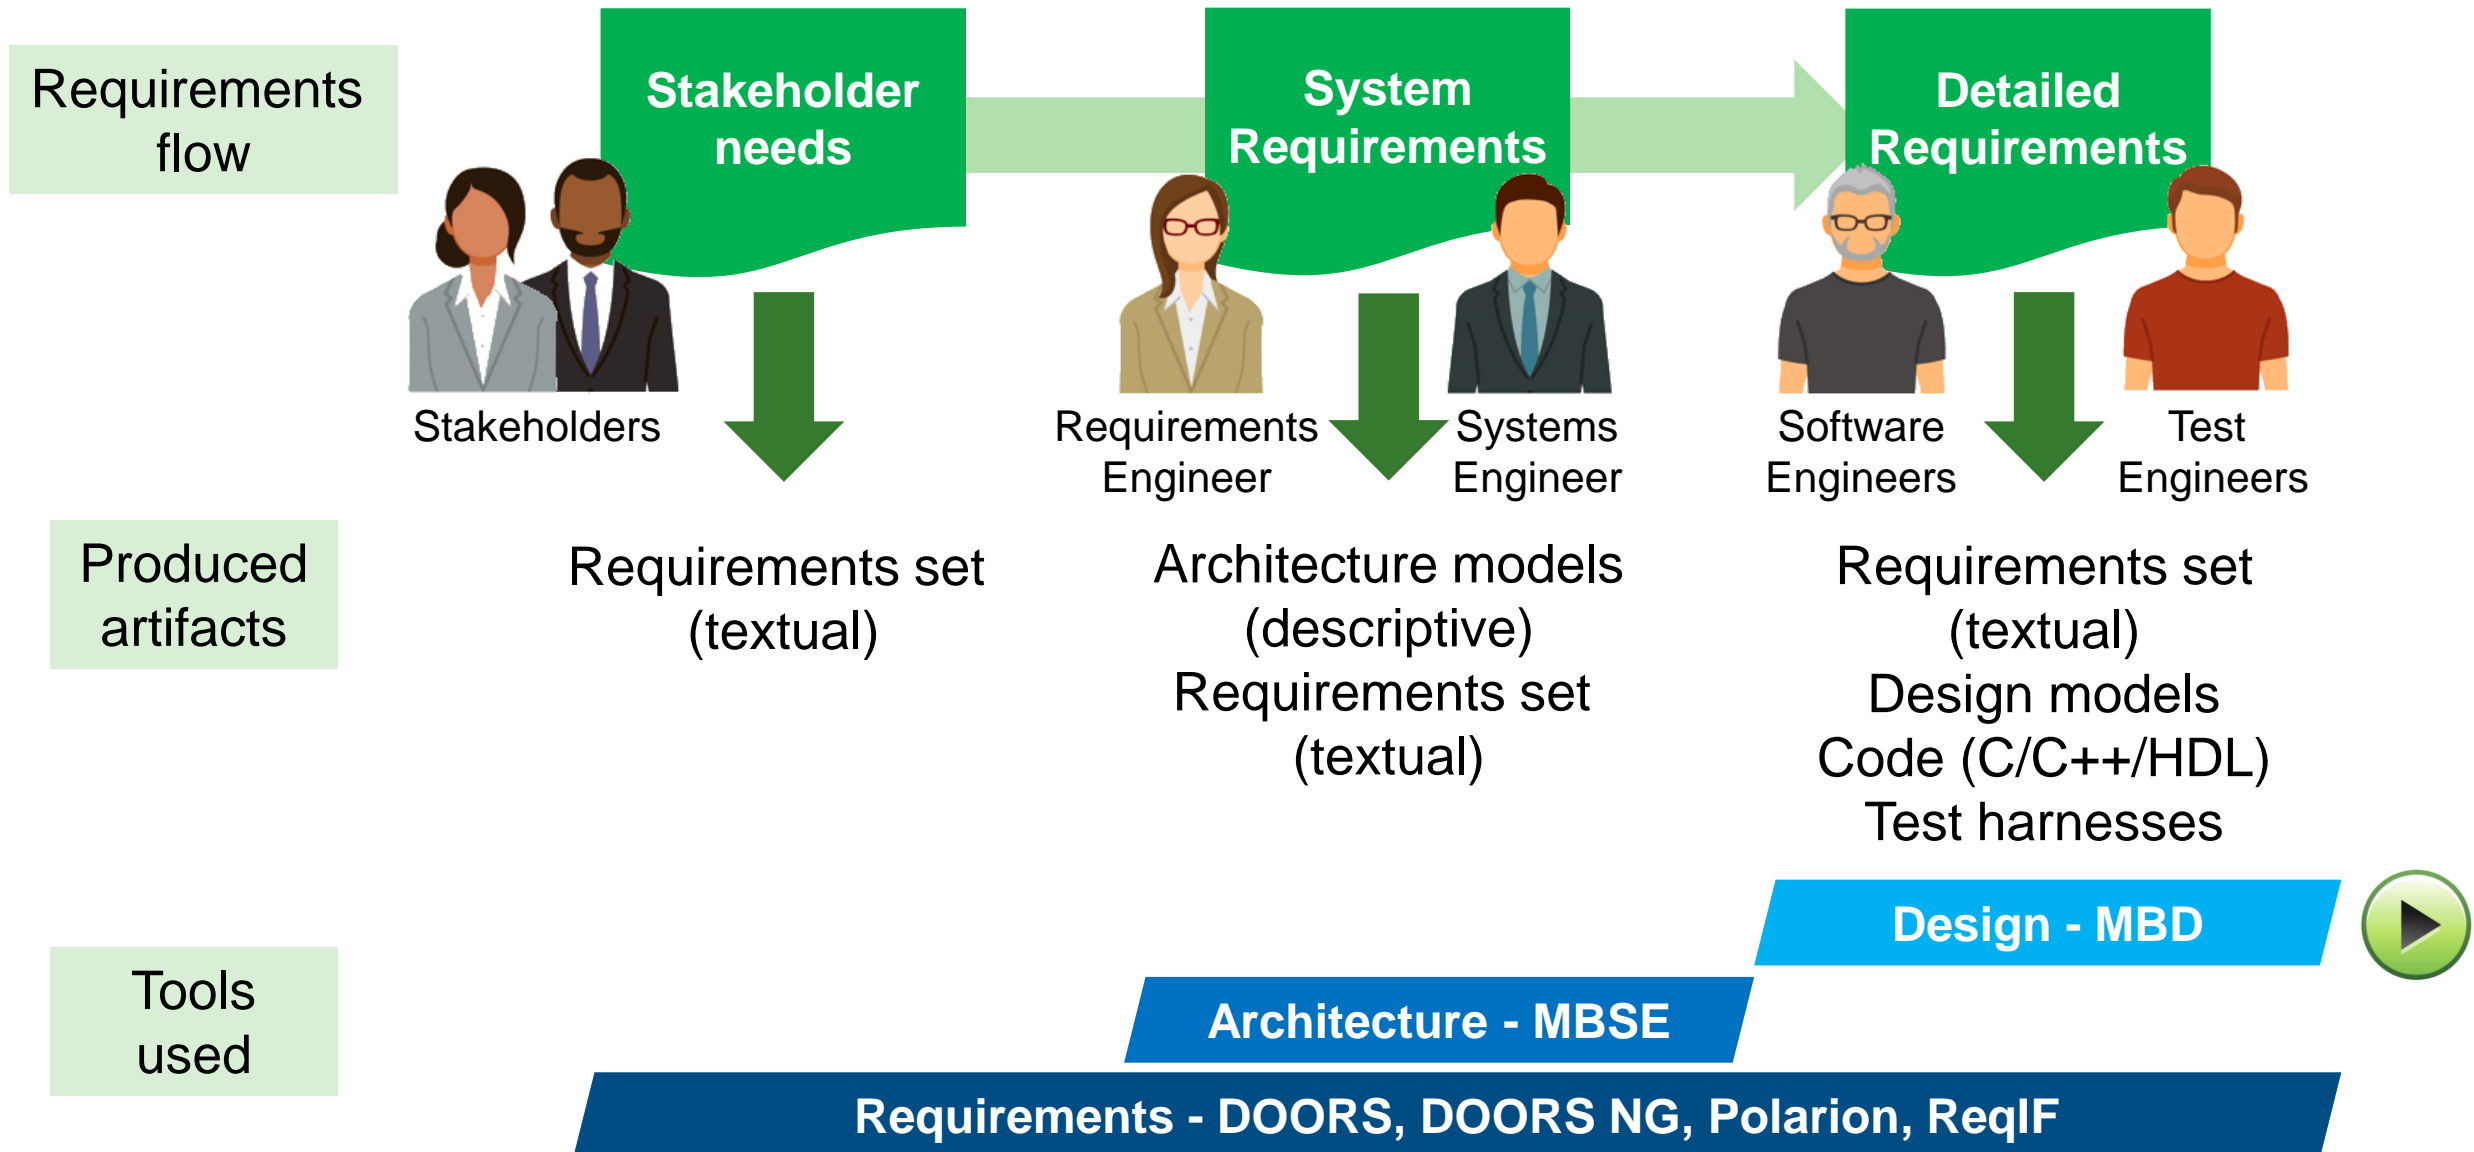 Requirements
flow
Stakeholder
needs
System
Requirements
Detailed
Requirements
Stakeholders
Requirements
Engineer
Systems
Engineer
Software
Engineers
Test
Engineers
Produced
artifacts
Requirements set
(textual)
Architecture models
(descriptive)
Requirements set
(textual)
Requirements set
(textual)
Design models
Code (C/C++/HDL)
Test harnesses
Tools
used
Design - MBD
Architecture - MBSE
Requirements - DOORS, DOORS NG, Polarion, ReqIF